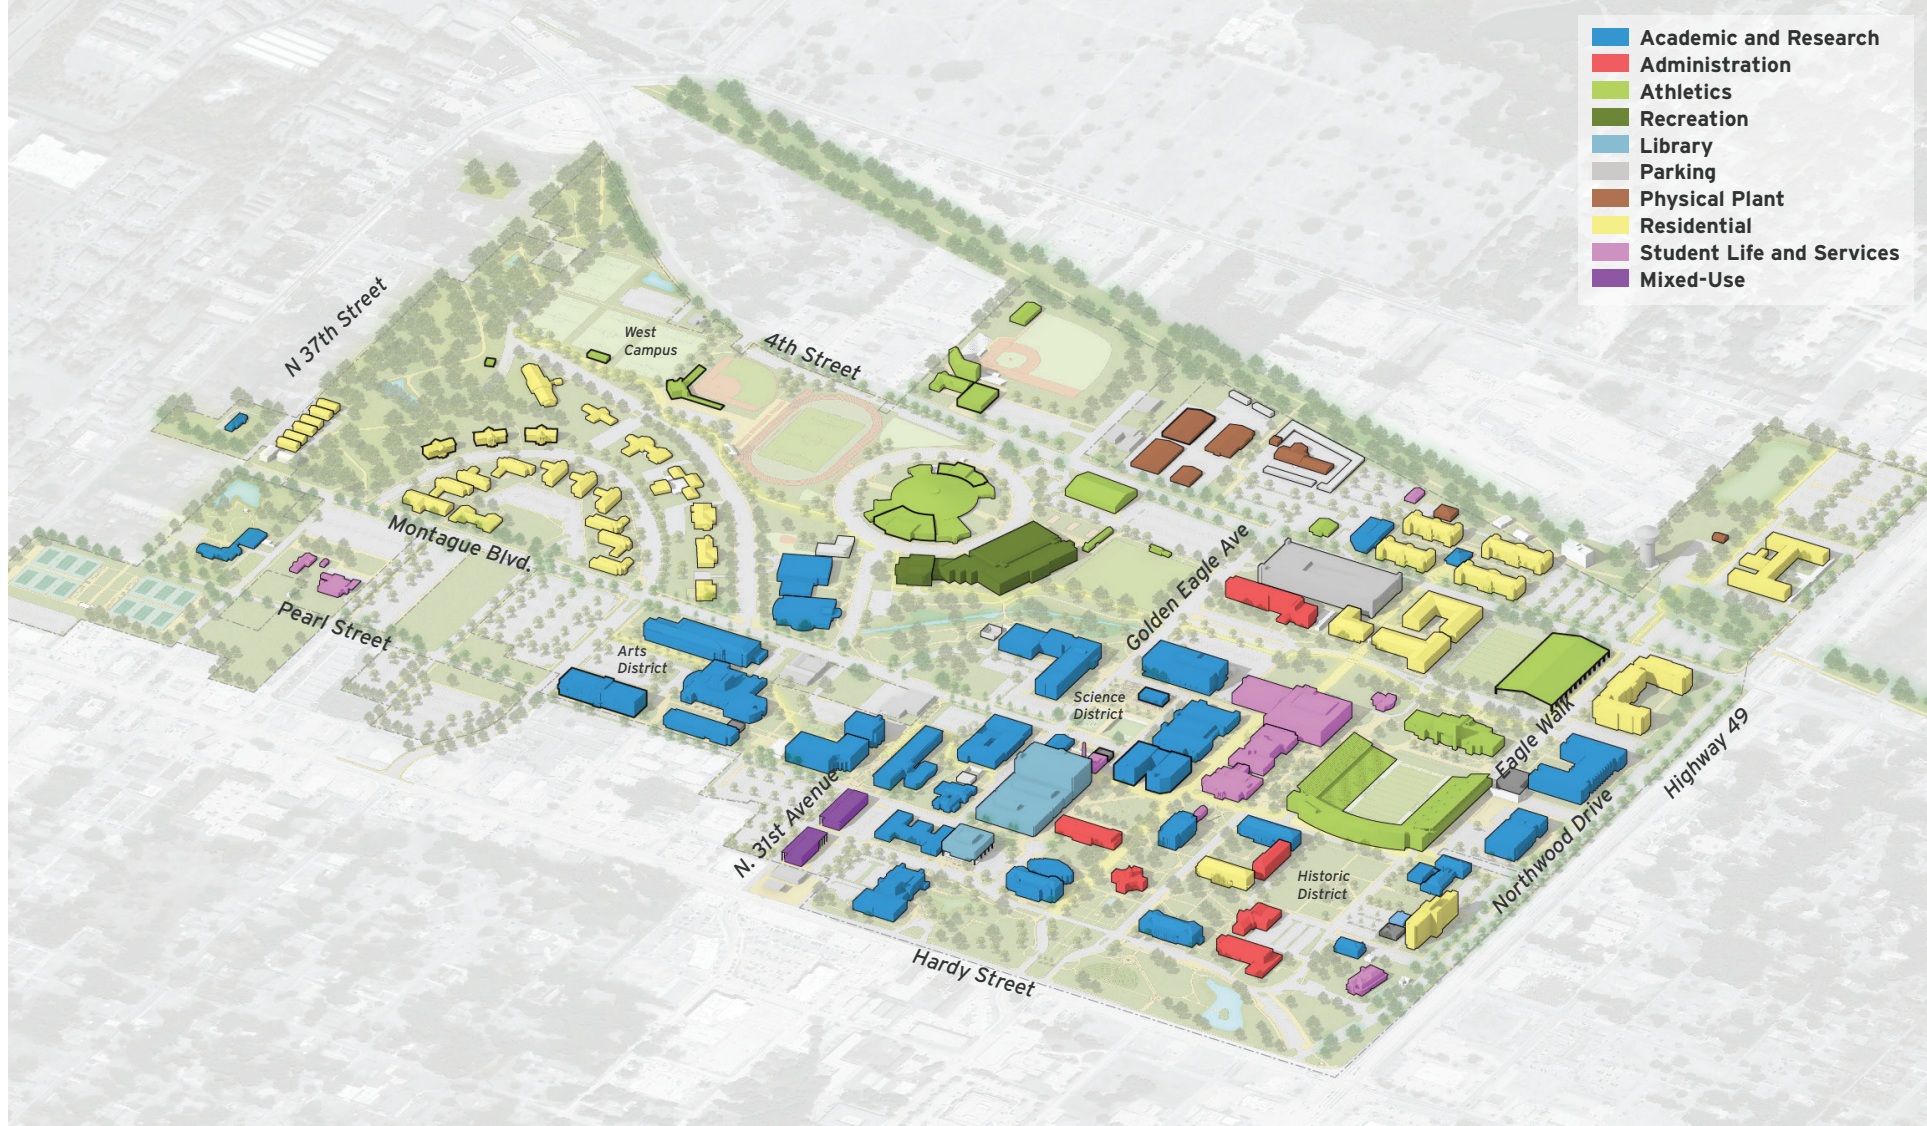 Academic and Research
Administration
Athletics
Recreation
Library
Parking
Physical Plant
Residential
Student Life and Services
Mixed-Use
N 37th Street
West
Campus
4th Street
Montague Blvd.
Pearl Street
Golden Eagle Ave
Arts
District
Science
District
Eagle Walk
Highway 49
N. 31st Avenue
Northwood Drive
Historic
District
Hardy Street